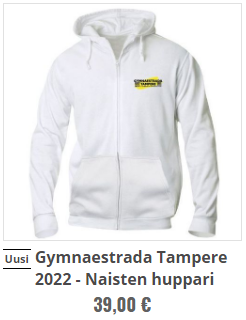 GYMNAESTRADA
TAMPERE
Uusi
Gymnaestrada Tampere
2022 - Naisten huppari
39,00 €